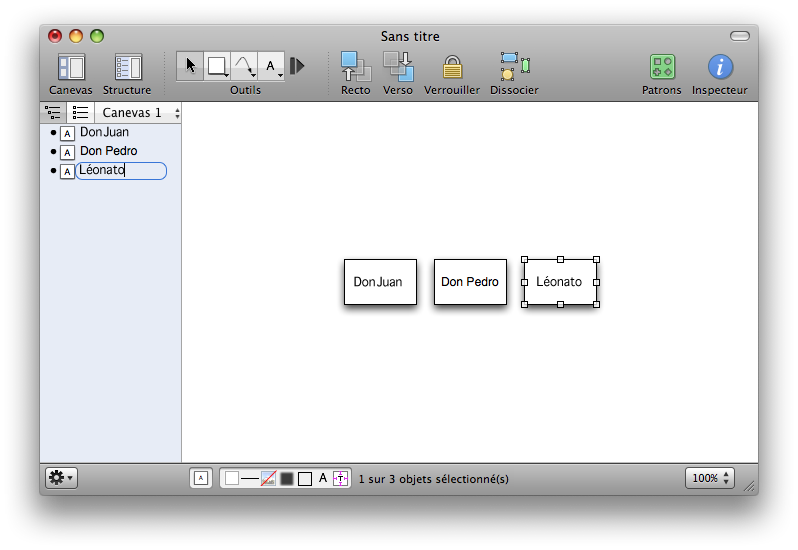 Sans titre
Canevas Structure Outils Recto Verso Verrouiller Dissocier Patrons Inspecteur
A
Canevas 1
A DonJuan
A Don Pedro
A Léonato
DonJuan Don Pedro Léonato
A A T 1 sur 3 objets sélectionné(s) 100%